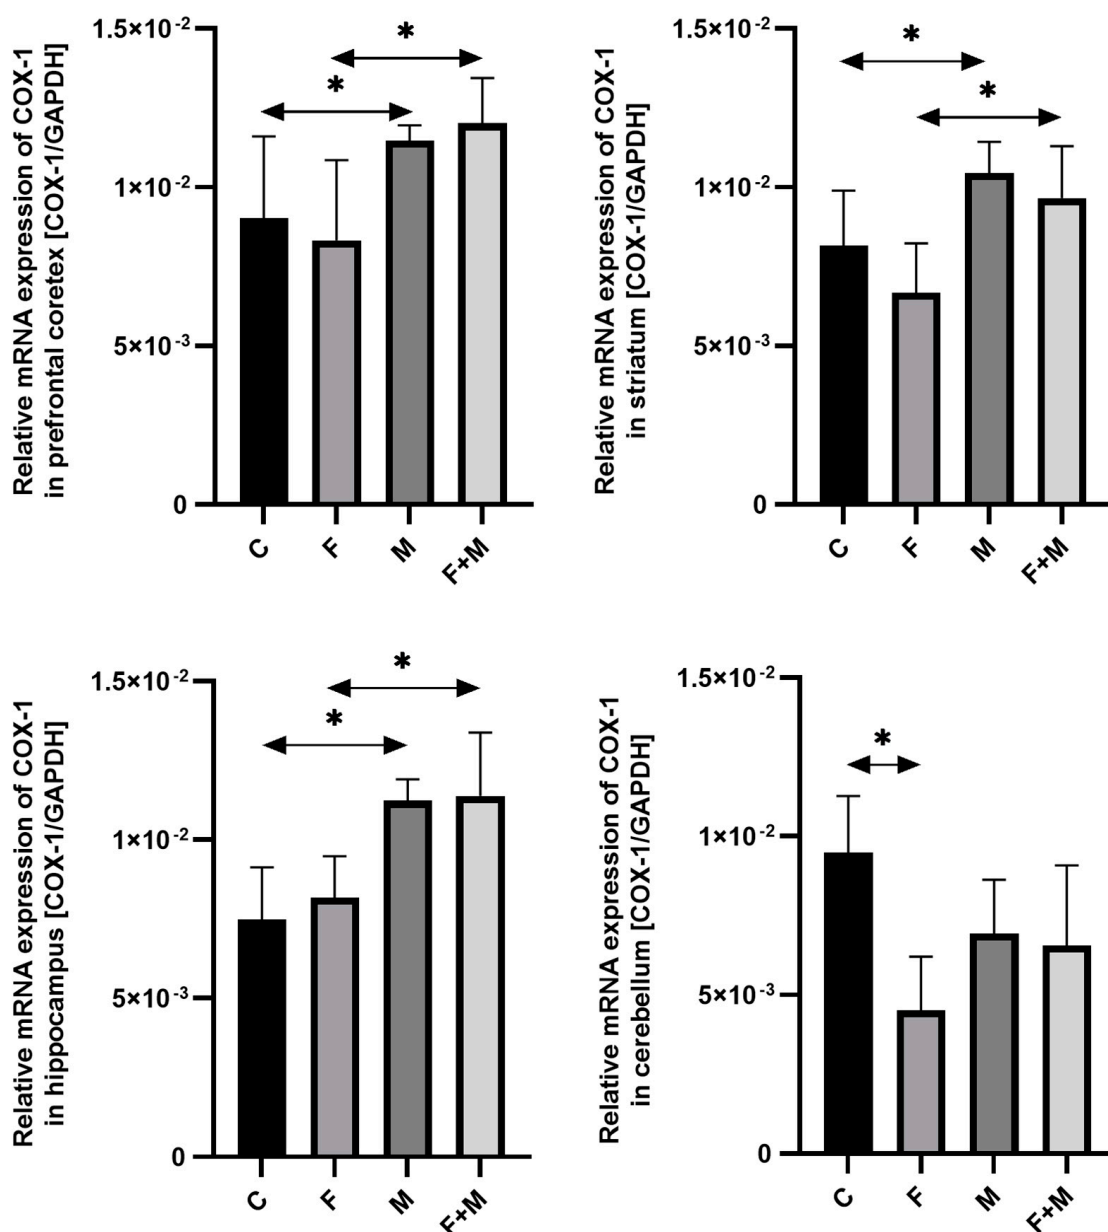 Relative mRNA expression of COX-1
in prefrontal coretex [COX-1/GAPDH]
1.5×10⁻²
1×10⁻²
5×10⁻³
0
*
*
C
F
M
F+M
Relative mRNA expression of COX-1
in striatum [COX-1/GAPDH]
1.5×10⁻²
1×10⁻²
5×10⁻³
0
*
*
C
F
M
F+M
Relative mRNA expression of COX-1
in hippocampus [COX-1/GAPDH]
1.5×10⁻²
1×10⁻²
5×10⁻³
0
*
*
C
F
M
F+M
Relative mRNA expression of COX-1
in cerebellum [COX-1/GAPDH]
1.5×10⁻²
1×10⁻²
5×10⁻³
0
*
C
F
M
F+M